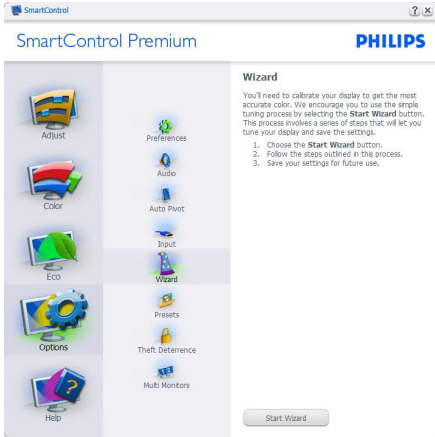 SmartControl
? x
SmartControl Premium
PHILIPS
Adjust
Color
Eco
Options
Help
Preferences
Audio
Auto Pivot
Input
Wizard
Presets
Theft Deterrence
Multi Monitors
Wizard
You'll need to calibrate your display to get the most
accurate color. We encourage you to use the simple
tuning process by selecting the Start Wizard button.
This process involves a series of steps that will let you
tune your display and save the settings.
1. Choose the Start Wizard button.
2. Follow the steps outlined in this process.
3. Save your settings for future use.
Start Wizard